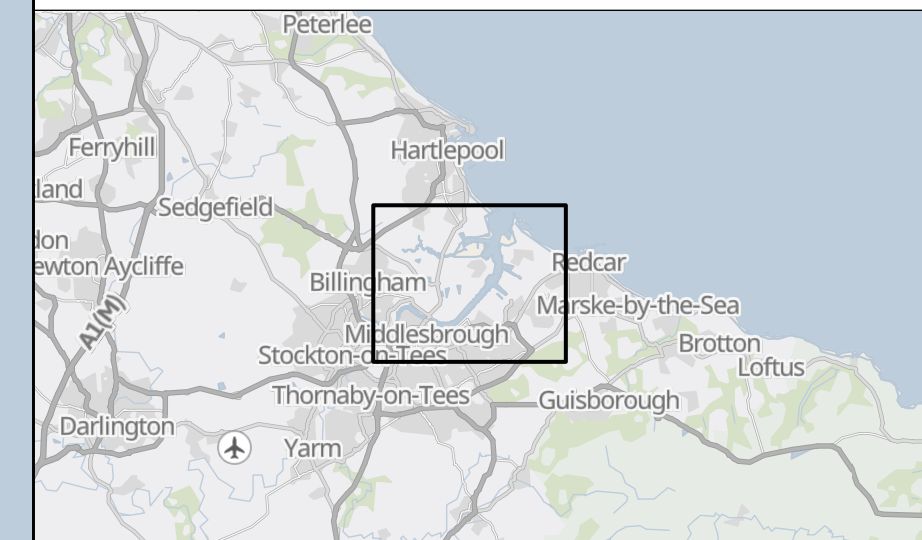 Peterlee
Ferryhill
Hartlepool
land
Sedgefield
don
ewton Aycliffe
Redcar
Billingham
A1(M)
Marske-by-the-Sea
Middlesbrough
Brotton
Stockton-on-Tees
Loftus
Thornaby-on-Tees
Guisborough
Darlington
Yarm